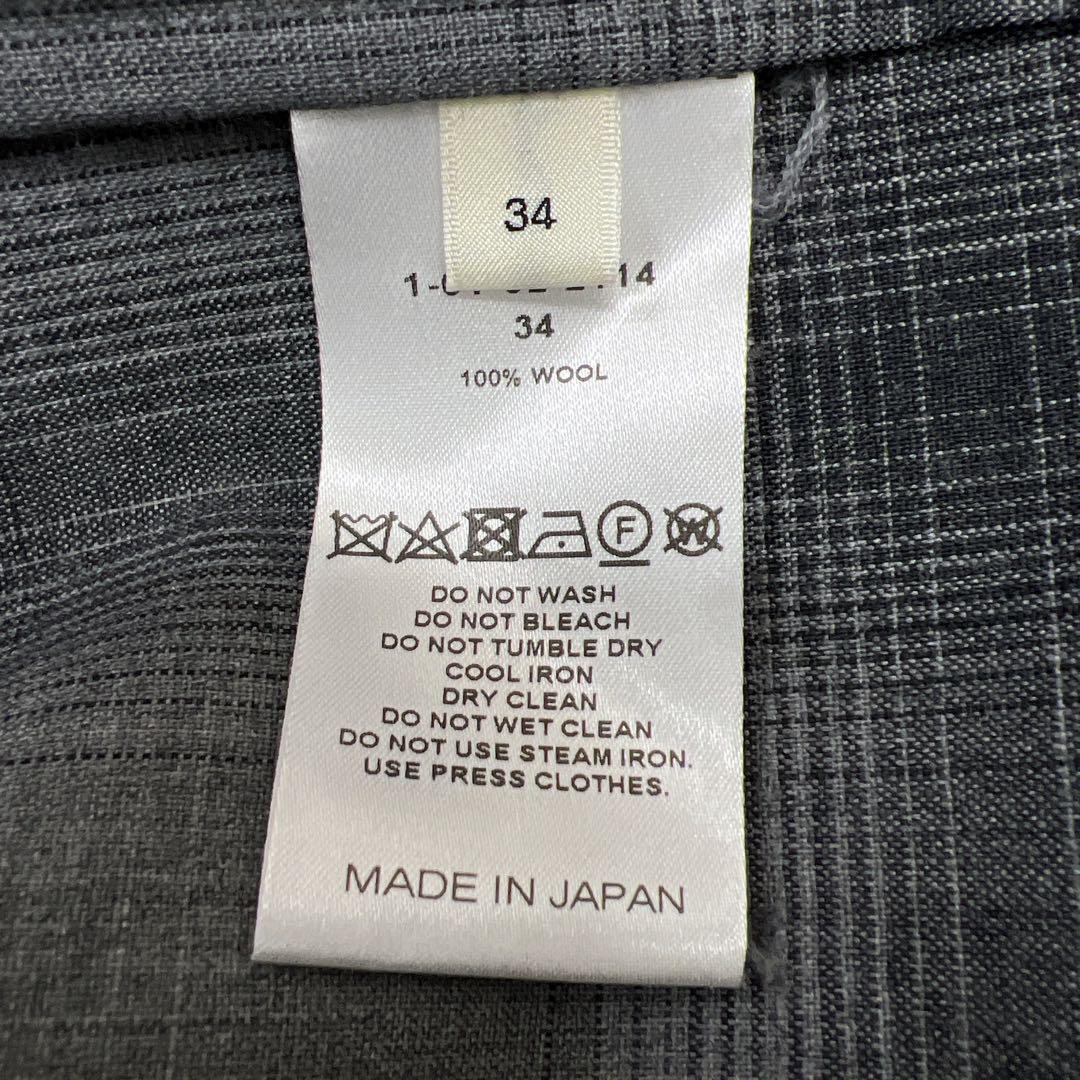 34
34
100% WOOL
F
W
DO NOT WASH
DO NOT BLEACH
DO NOT TUMBLE DRY
COOL IRON
DRY CLEAN
DO NOT WET CLEAN
DO NOT USE STEAM IRON.
USE PRESS CLOTHES.
MADE IN JAPAN